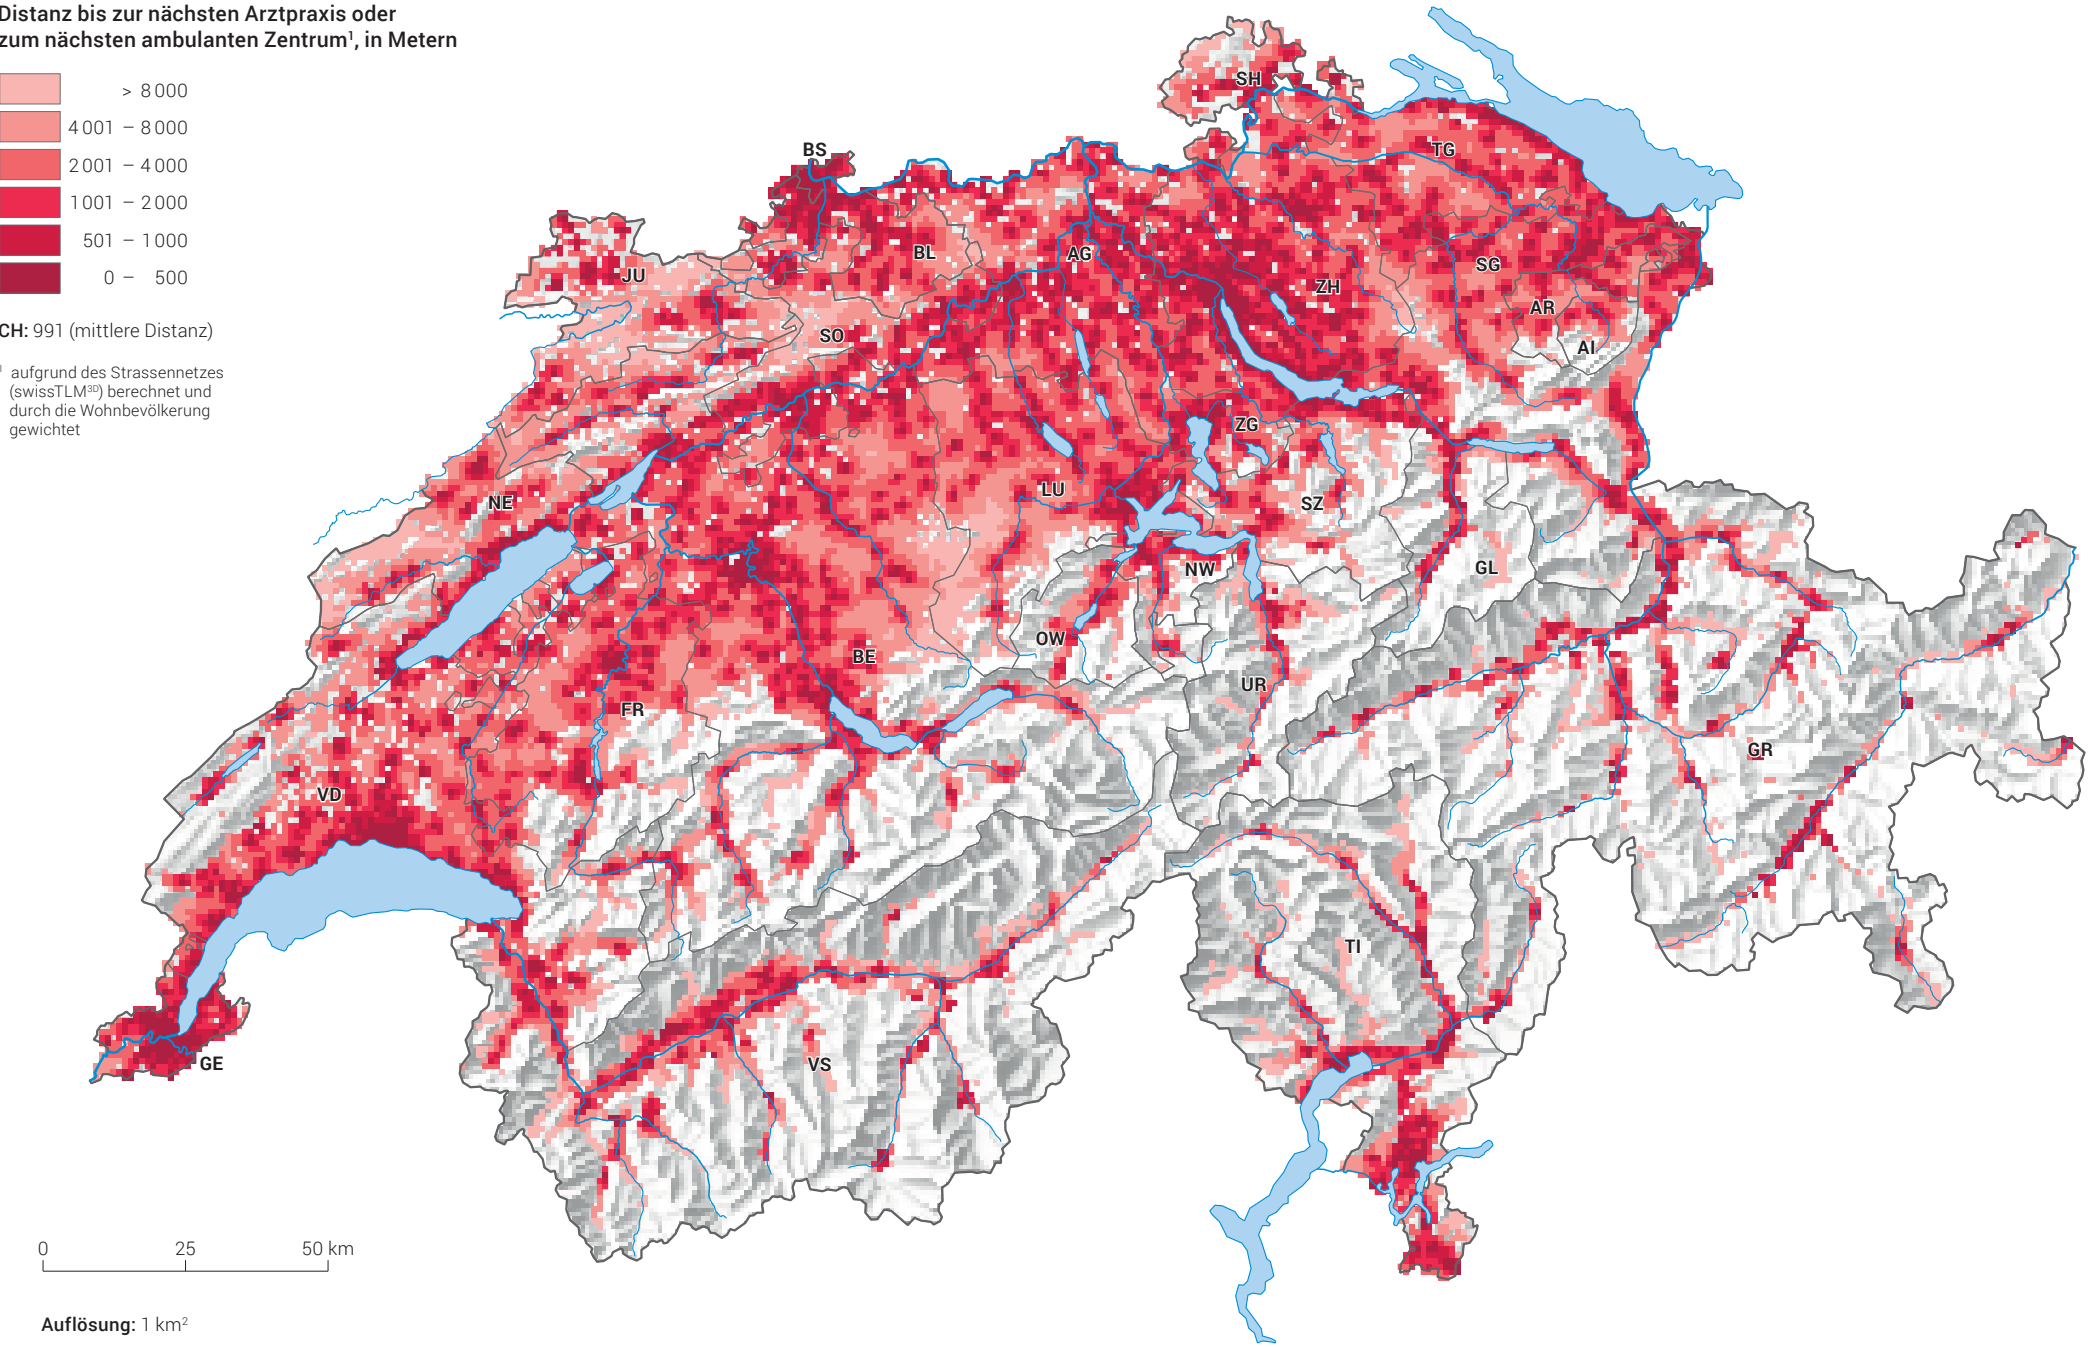 Distanz bis zur nächsten Arztpraxis oder
zum nächsten ambulanten Zentrum¹, in Metern
> 8 000
4 001 – 8 000
2 001 – 4 000
1 001 – 2 000
501 – 1 000
0 – 500
CH: 991 (mittlere Distanz)
¹ aufgrund des Strassennetzes
(swissTLM³ᴰ) berechnet und
durch die Wohnbevölkerung
gewichtet
SH
BS
TG
BL
AG
JU
SG
ZH
AR
SO
AI
ZG
LU
NE
SZ
NW
GL
OW
BE
UR
FR
GR
VD
TI
GE
VS
0 25 50 km
Auflösung: 1 km²